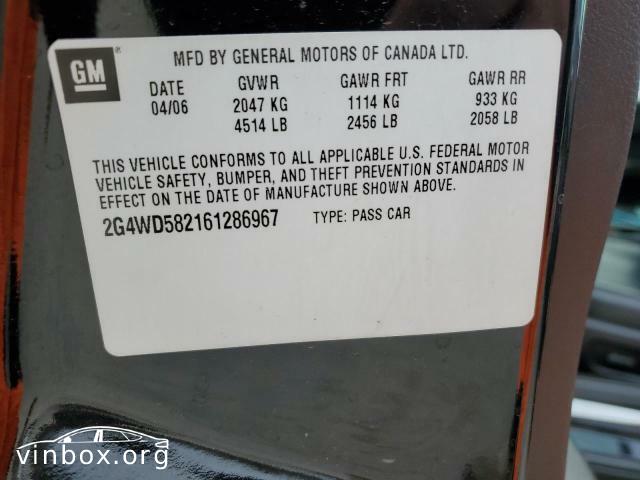 GM
MFD BY GENERAL MOTORS OF CANADA LTD.
DATE GVWR GAWR FRT GAWR RR
04/06 2047 KG 1114 KG 933 KG
4514 LB 2456 LB 2058 LB
THIS VEHICLE CONFORMS TO ALL APPLICABLE U.S. FEDERAL MOTOR
VEHICLE SAFETY, BUMPER, AND THEFT PREVENTION STANDARDS IN
EFFECT ON THE DATE OF MANUFACTURE SHOWN ABOVE.
2G4WD582161286967 TYPE: PASS CAR
vinbox.org